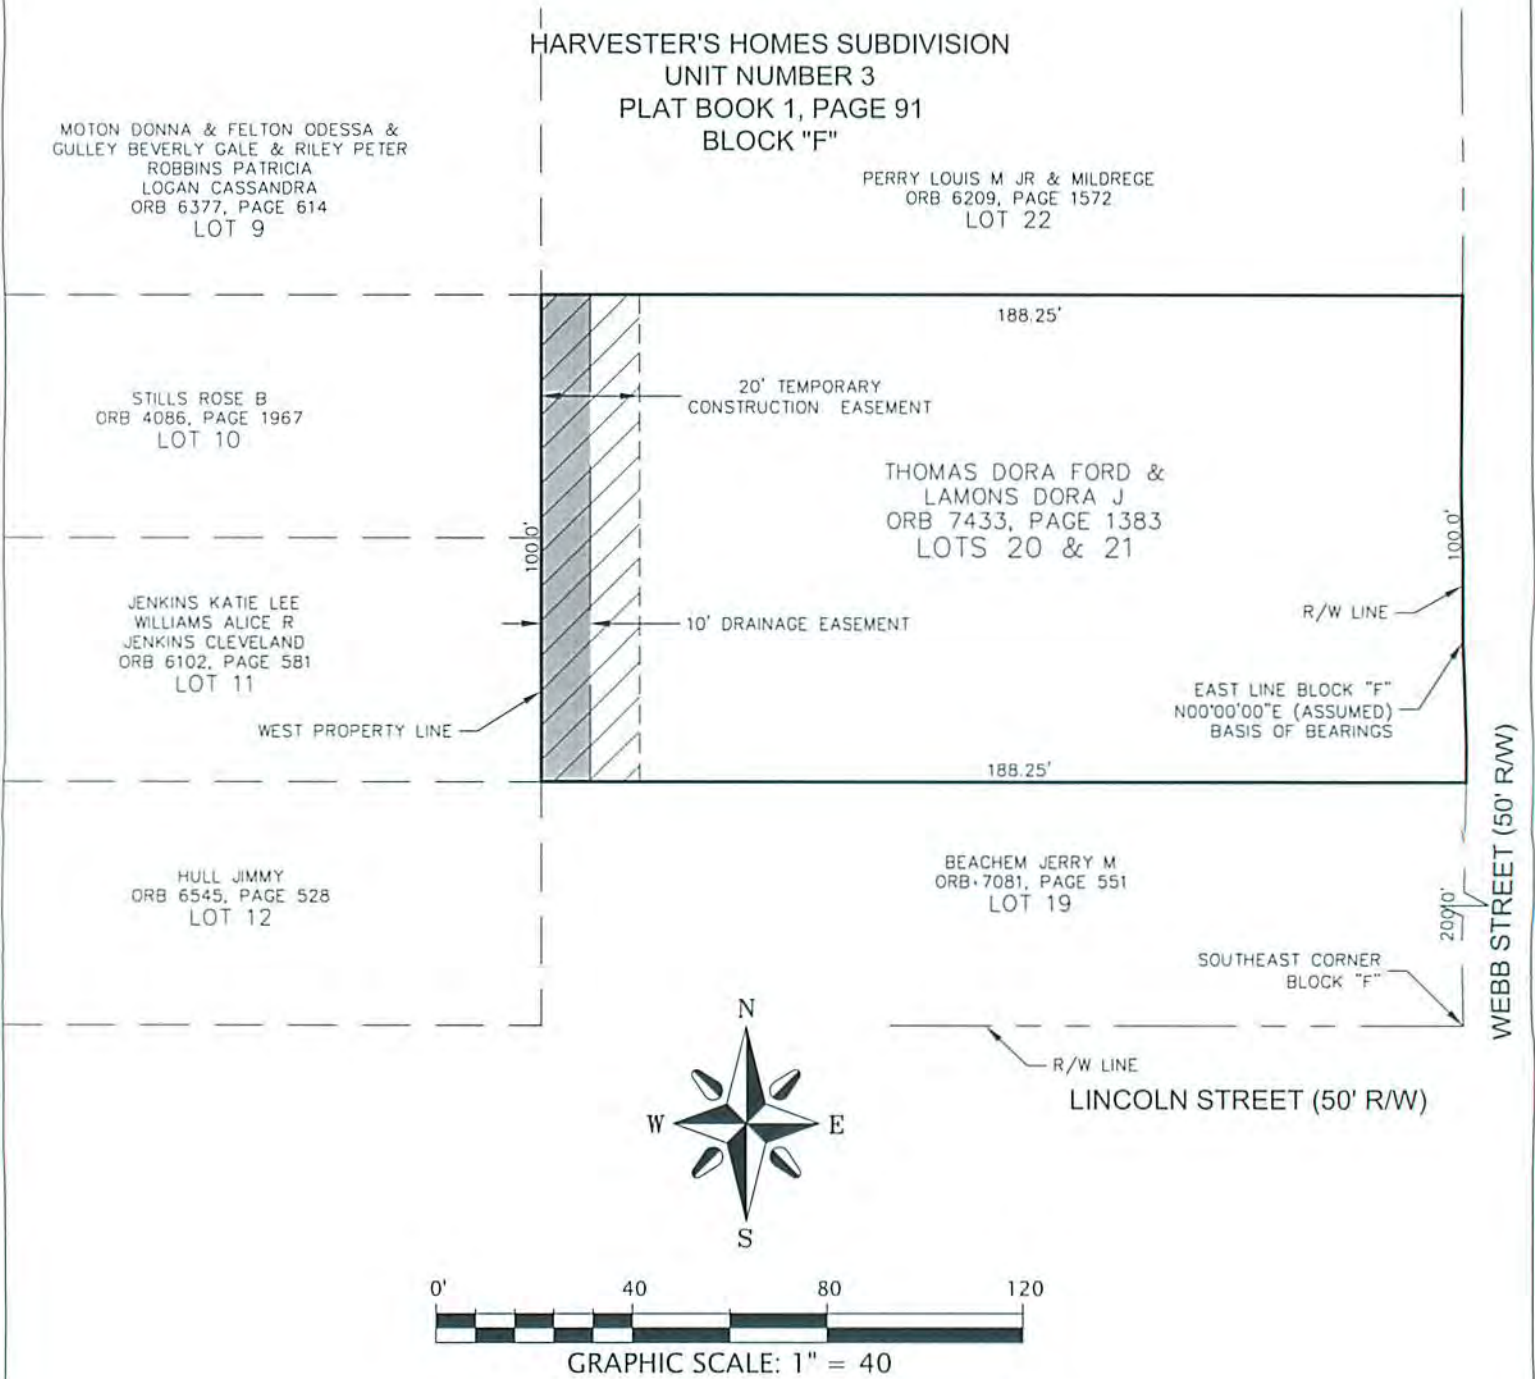 HARVESTER'S HOMES SUBDIVISION
UNIT NUMBER 3
PLAT BOOK 1, PAGE 91
BLOCK "F"
MOTON DONNA & FELTON ODESSA &
GULLEY BEVERLY GALE & RILEY PETER
ROBBINS PATRICIA
LOGAN CASSANDRA
ORB 6377, PAGE 614
LOT 9
PERRY LOUIS M JR & MILDREGE
ORB 6209, PAGE 1572
LOT 22
188.25'
STILLS ROSE B
ORB 4086, PAGE 1967
LOT 10
20' TEMPORARY
CONSTRUCTION EASEMENT
THOMAS DORA FORD &
LAMONS DORA J
ORB 7433, PAGE 1383
LOTS 20 & 21
100.0'
100.0'
JENKINS KATIE LEE
WILLIAMS ALICE R
JENKINS CLEVELAND
ORB 6102, PAGE 581
LOT 11
10' DRAINAGE EASEMENT
R/W LINE
WEST PROPERTY LINE
EAST LINE BLOCK "F"
N00°00'00"E (ASSUMED)
BASIS OF BEARINGS
188.25'
HULL JIMMY
ORB 6545, PAGE 528
LOT 12
BEACHEM JERRY M
ORB 7081, PAGE 551
LOT 19
200.0'
WEBB STREET (50' R/W)
SOUTHEAST CORNER
BLOCK "F"
R/W LINE
LINCOLN STREET (50' R/W)
N
W E
S
0' 40 80 120
GRAPHIC SCALE: 1" = 40